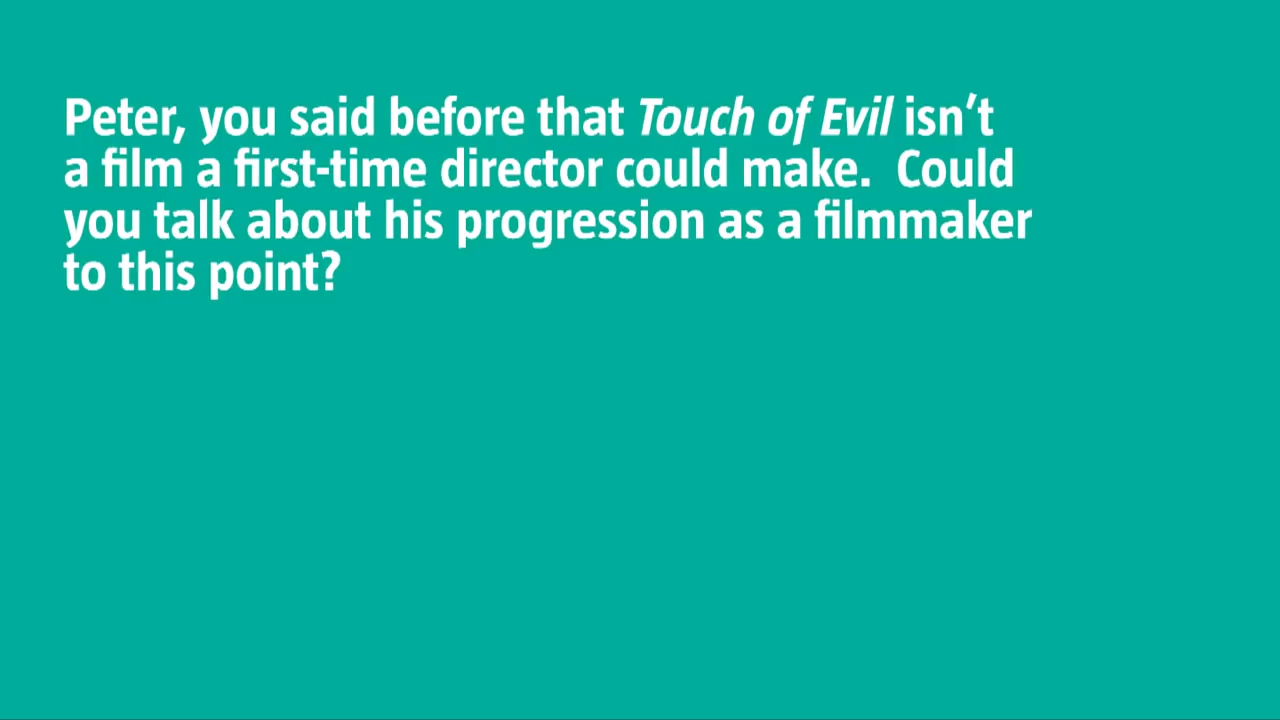 Peter, you said before that Touch of Evil isn’t
a film a first-time director could make.  Could
you talk about his progression as a filmmaker
to this point?